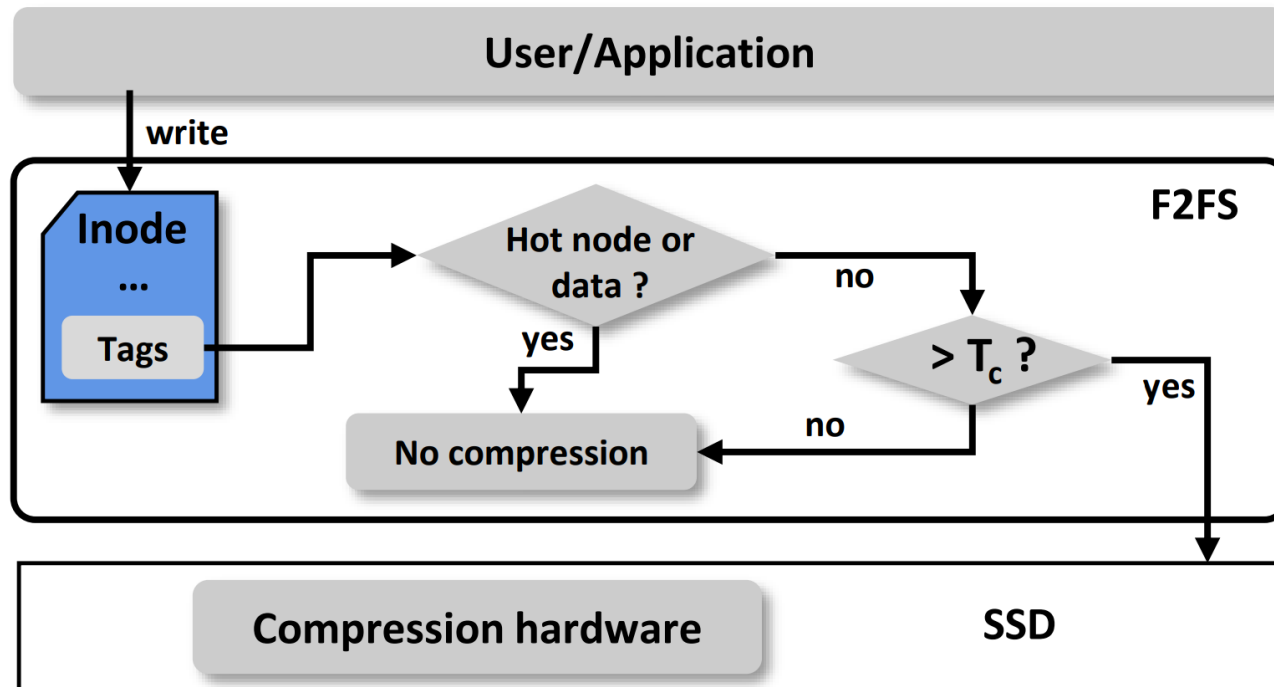 User/Application
write
F2FS
Inode
...
Tags
Hot node or
data ?
no
yes
> Tc ?
yes
no
No compression
Compression hardware
SSD